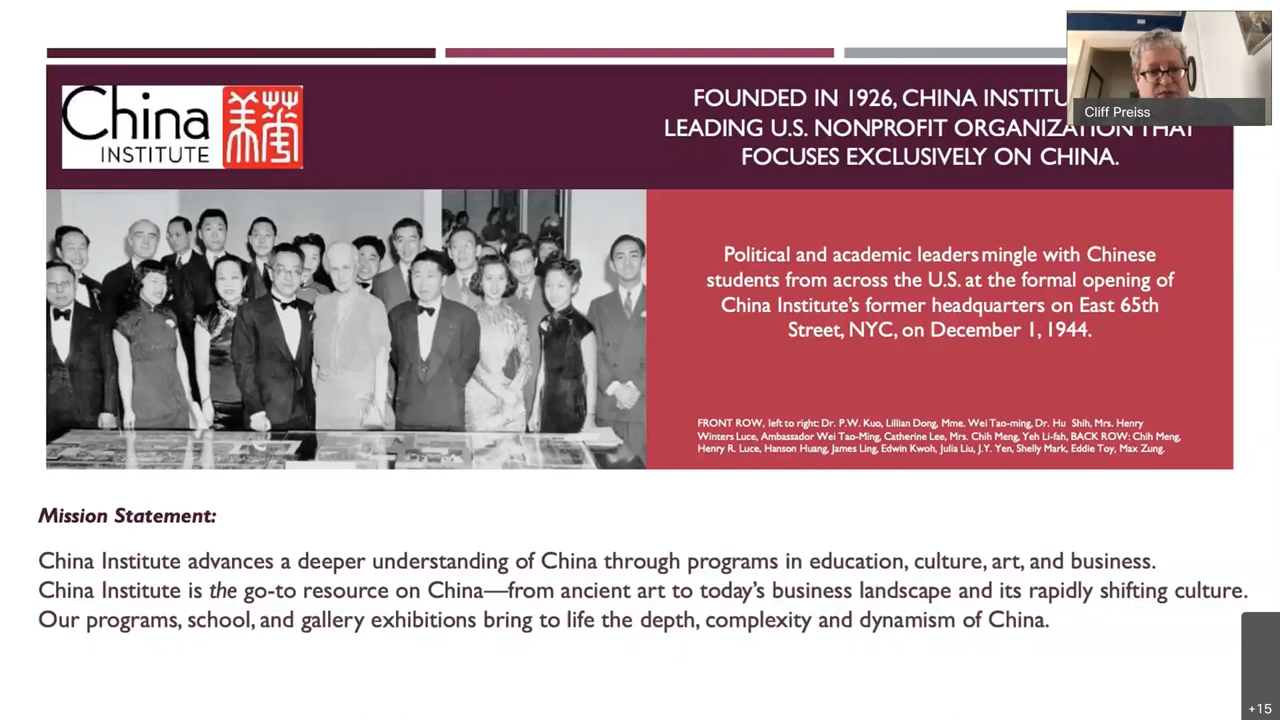 China
INSTITUTE
FOUNDED IN 1926, CHINA INSTITU
LEADING U.S. NONPROFIT ORGANIZATION THAT
FOCUSES EXCLUSIVELY ON CHINA.
Cliff Preiss
Political and academic leaders mingle with Chinese
students from across the U.S. at the formal opening of
China Institute's former headquarters on East 65th
Street, NYC, on December 1, 1944.
FRONT ROW, left to right: Dr. P.W. Kuo, Lillian Dong, Mme. Wei Tao-ming, Dr. Hu Shih, Mrs. Henry
Winters Luce, Ambassador Wei Tao-Ming, Catherine Lee, Mrs. Chih Meng, Yeh Li-fah, BACK ROW: Chih Meng,
Henry R. Luce, Hanson Huang, James Ling, Edwin Kwoh, Julia Liu, J.Y. Yen, Shelly Mark, Eddie Toy, Max Zung.
Mission Statement:
China Institute advances a deeper understanding of China through programs in education, culture, art, and business.
China Institute is the go-to resource on China—from ancient art to today's business landscape and its rapidly shifting culture.
Our programs, school, and gallery exhibitions bring to life the depth, complexity and dynamism of China.
+15